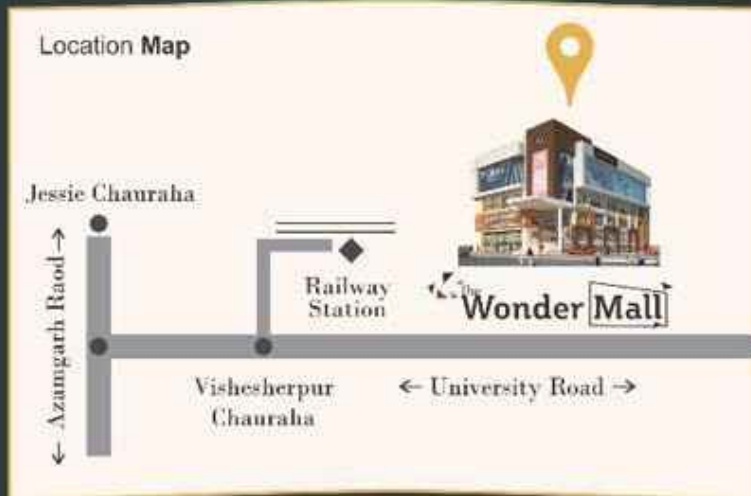 Location Map
Jessie Chauraha
← Azamgarh Raod →
Railway
Station
The
Wonder Mall
Vishesherpur
Chauraha
← University Road →